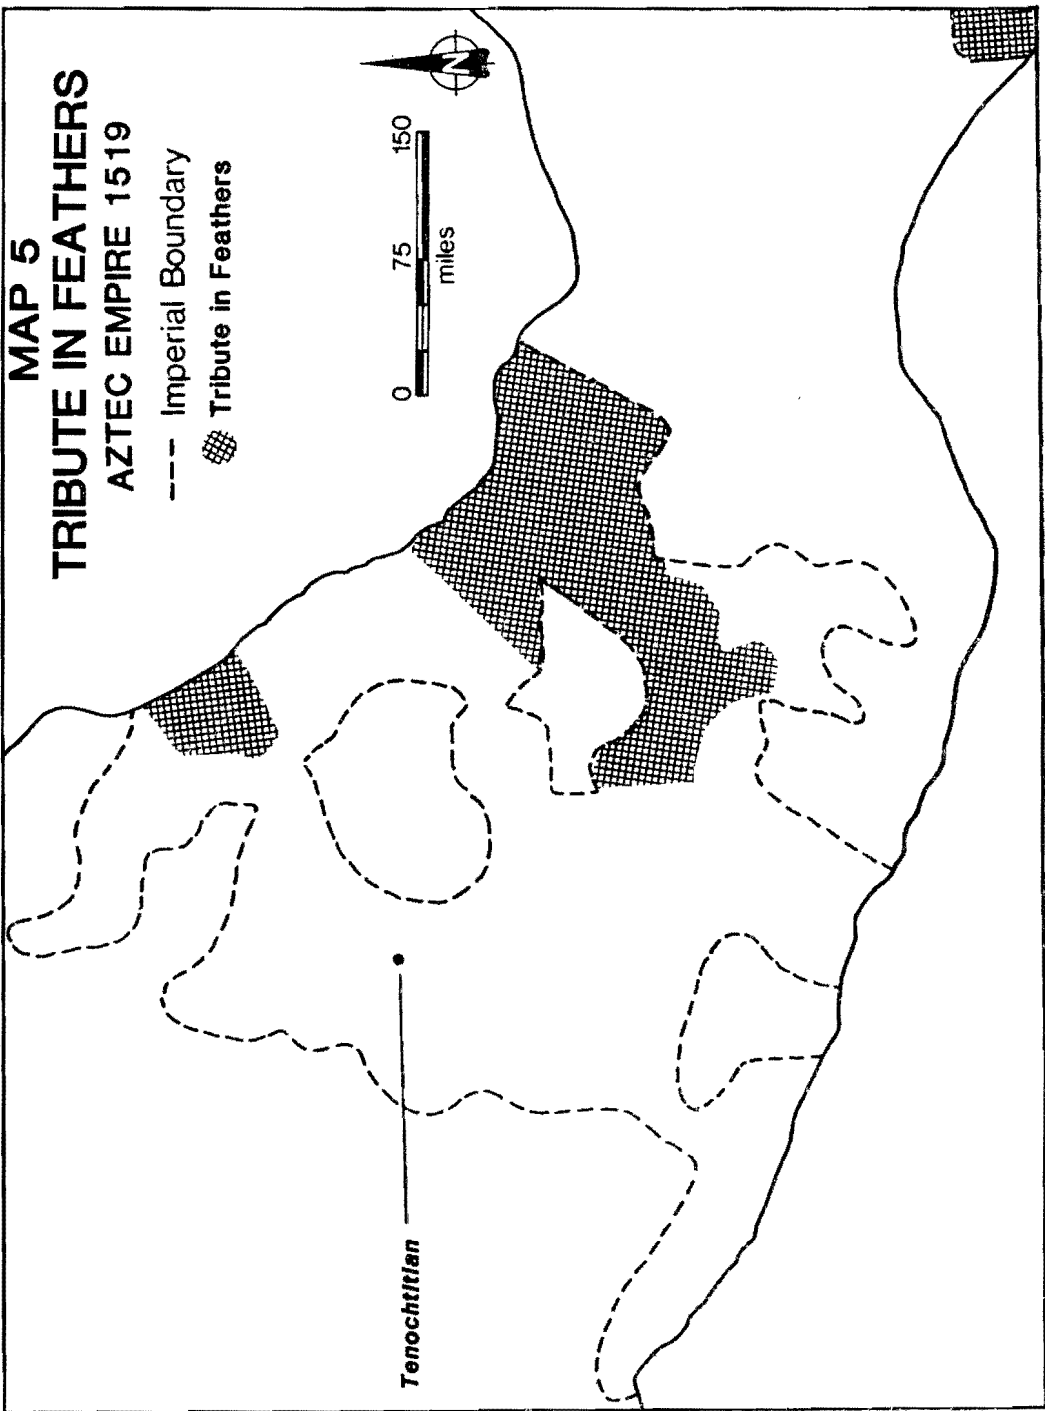 MAP 5
TRIBUTE IN FEATHERS
AZTEC EMPIRE 1519
Imperial Boundary
Tribute in Feathers
N
0 75 150
miles
Tenochtitlan